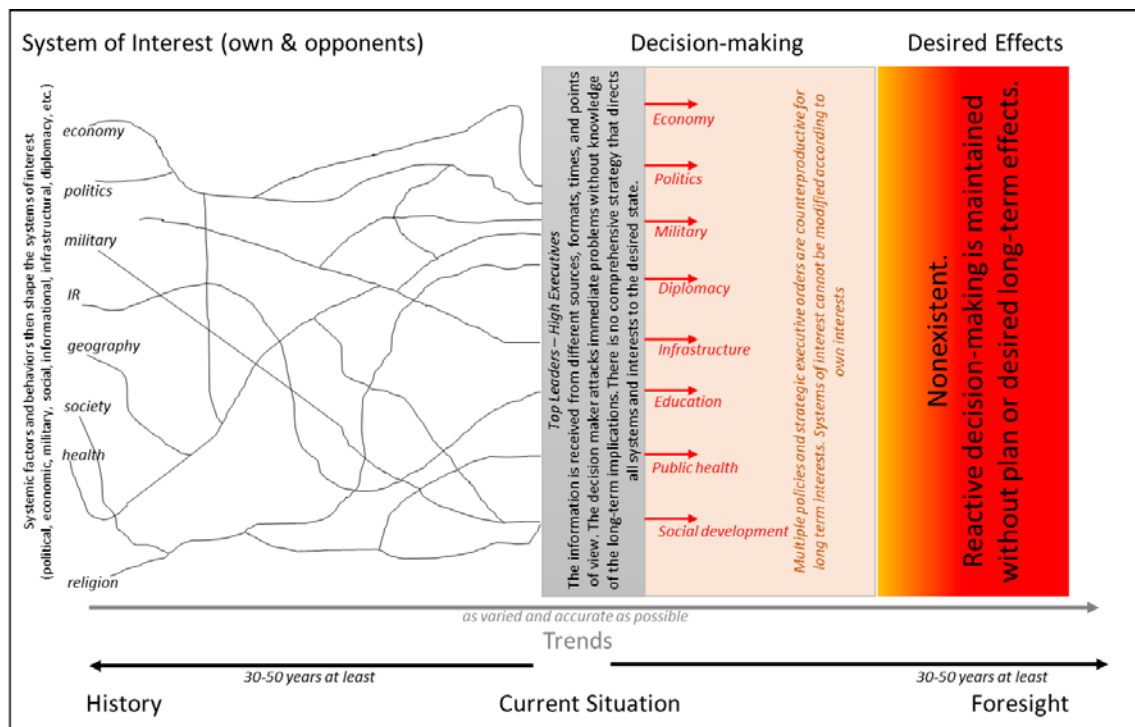 System of Interest (own & opponents)
Decision-making
Desired Effects
Systemic factors and behaviors then shape the systems of interest
(political, economic, military, social, informational, infrastructural, diplomacy, etc.)
economy
politics
military
IR
geography
society
health
religion
Top Leaders – High Executives
The information is received from different sources, formats, times, and points
of view. The decision maker attacks immediate problems without knowledge
of the long-term implications. There is no comprehensive strategy that directs
all systems and interests to the desired state.
Economy
Politics
Military
Diplomacy
Infrastructure
Education
Public health
Social development
Multiple policies and strategic executive orders are counterproductive for
long term interests. Systems of interest cannot be modified according to
own interests
Nonexistent.
Reactive decision-making is maintained
without plan or desired long-term effects.
as varied and accurate as possible
Trends
30-50 years at least
30-50 years at least
History
Current Situation
Foresight